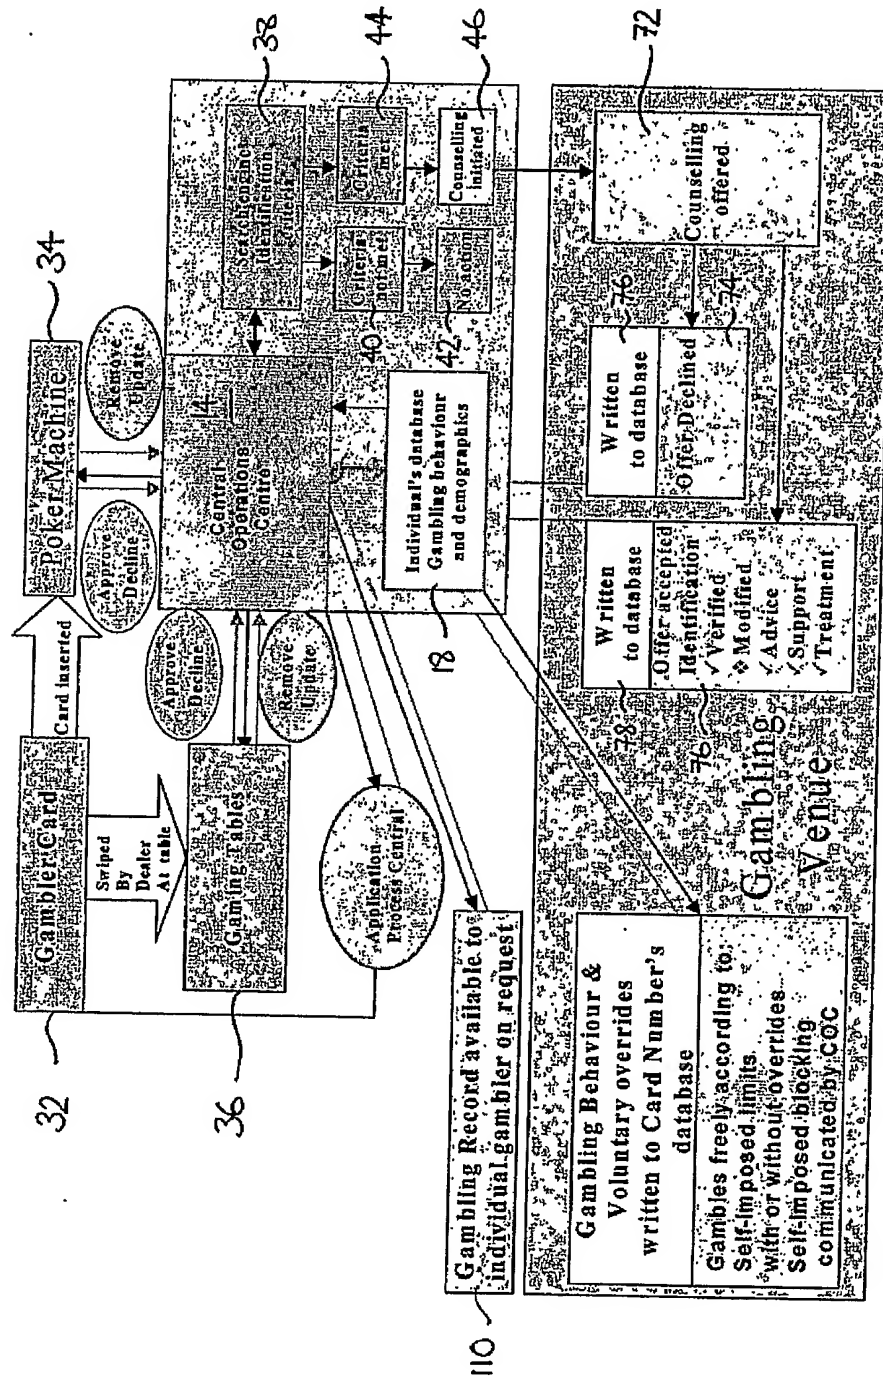 32
Gambler Card
Card inserted
Poker Machine
34
Swiped
By
Dealer
At table
Approve
Decline
Remove
Update
36
Gaming Tables
Approve
Decline
Remove
Update
Central
Operations
Centre
14
38
Identification
Criteria
Criteria
not met
40
Criteria
met
44
No action
42
Counselling
initiated
46
Individual's database
Gambling behaviour
and demographics
18
Application
Process Central
110
Gambling Record available to
individual gambler on request
Gambling Behaviour &
Voluntary overrides
written to Card Number's
database
Gambles freely according to
Self-imposed limits
with or without overrides
Self-imposed blocking
communicated by COC
Gambling
Venue
Written
to database
78
Offer accepted
Identification
✓Verified
❖Modified
✓Advice
✓Support
✓Treatment
76
Written
to database
76
Offer Declined
74
Counselling
offered
72